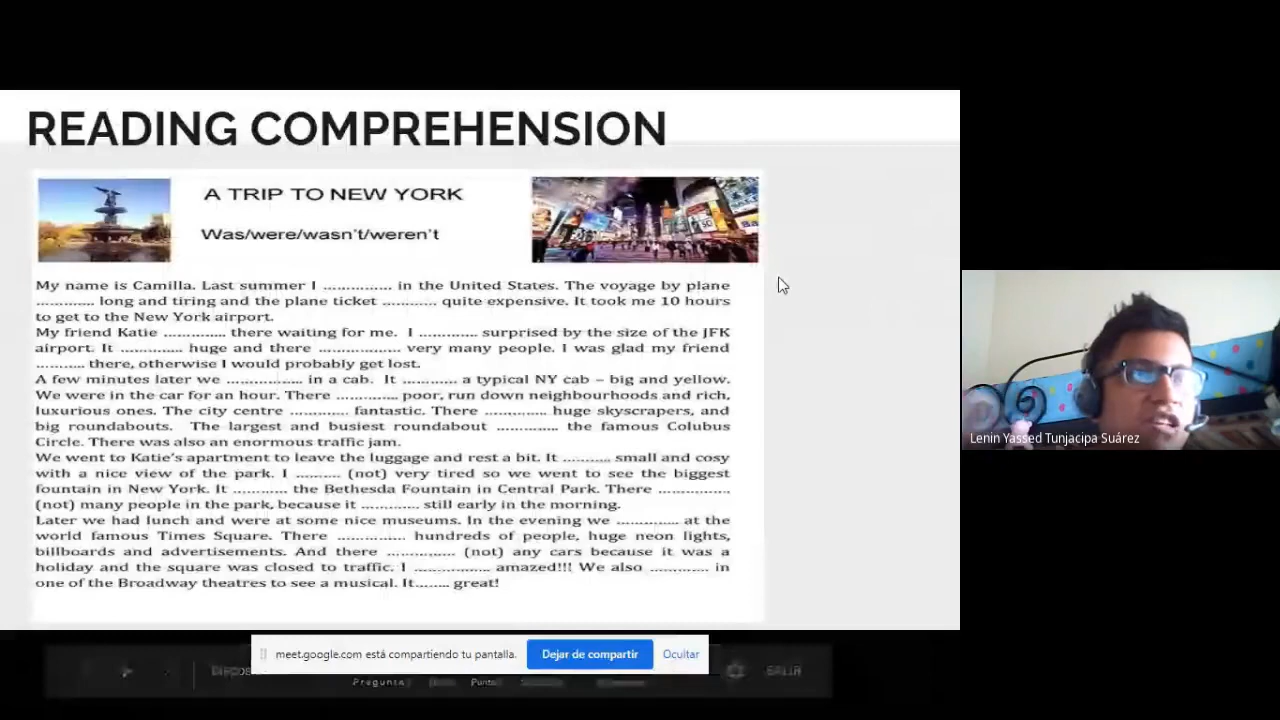 READING COMPREHENSION
A TRIP TO NEW YORK
Was/were/wasn't/weren't
My name is Camilla. Last summer I ………….. in the United States. The voyage by plane
………… long and tiring and the plane ticket ……….. quite expensive. It took me 10 hours
to get to the New York airport.
My friend Katie …………. there waiting for me. I ………… surprised by the size of the JFK
airport. It …………. huge and there ……………… very many people. I was glad my friend
………. there, otherwise I would probably get lost.
A few minutes later we …………….. in a cab. It ……….. a typical NY cab – big and yellow.
We were in the car for an hour. There …………. poor, run down neighbourhoods and rich,
luxurious ones. The city centre ………… fantastic. There …………. huge skyscrapers, and
big roundabouts. The largest and busiest roundabout …………. the famous Colubus
Circle. There was also an enormous traffic jam.
We went to Katie's apartment to leave the luggage and rest a bit. It ………. small and cosy
with a nice view of the park. I ……… (not) very tired so we went to see the biggest
fountain in New York. It ……….. the Bethesda Fountain in Central Park. There ……………
(not) many people in the park, because it ………… still early in the morning.
Later we had lunch and were at some nice museums. In the evening we …………. at the
world famous Times Square. There ………….. hundreds of people, huge neon lights,
billboards and advertisements. And there ………….. (not) any cars because it was a
holiday and the square was closed to traffic. I ……………. amazed!!! We also ………… in
one of the Broadway theatres to see a musical. It…….. great!
Lenin Yassed Tunjacipa Suárez
meet.google.com está compartiendo tu pantalla.
Dejar de compartir
Ocultar
SALIR
Pregunta
Punta